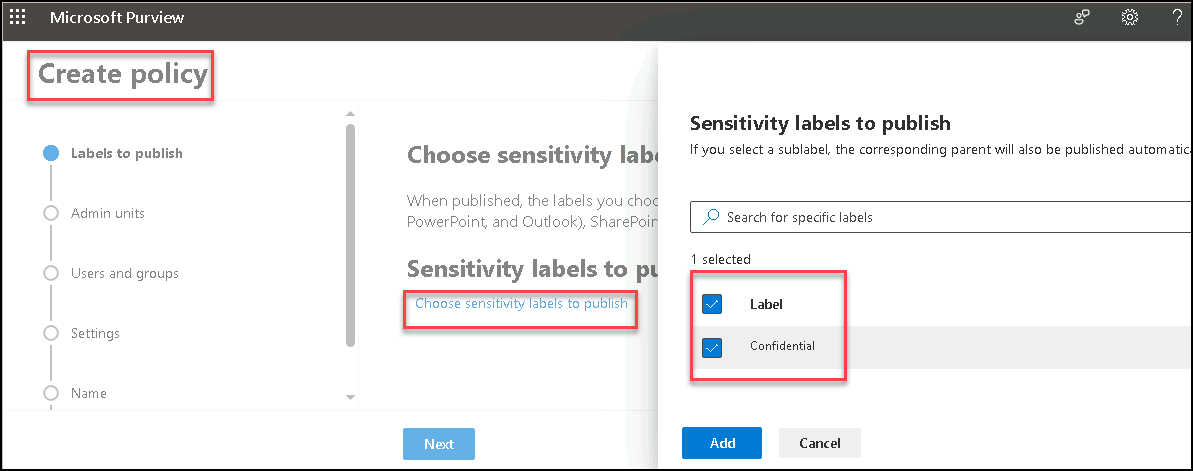 Microsoft Purview
?
Create policy
Labels to publish
Admin units
Users and groups
Settings
Name
Choose sensitivity labe
When published, the labels you choo
PowerPoint, and Outlook), SharePoin
Sensitivity labels to pu
Choose sensitivity labels to publish
Next
Sensitivity labels to publish
If you select a sublabel, the corresponding parent will also be published automatica
Search for specific labels
1 selected
Label
Confidential
Add
Cancel